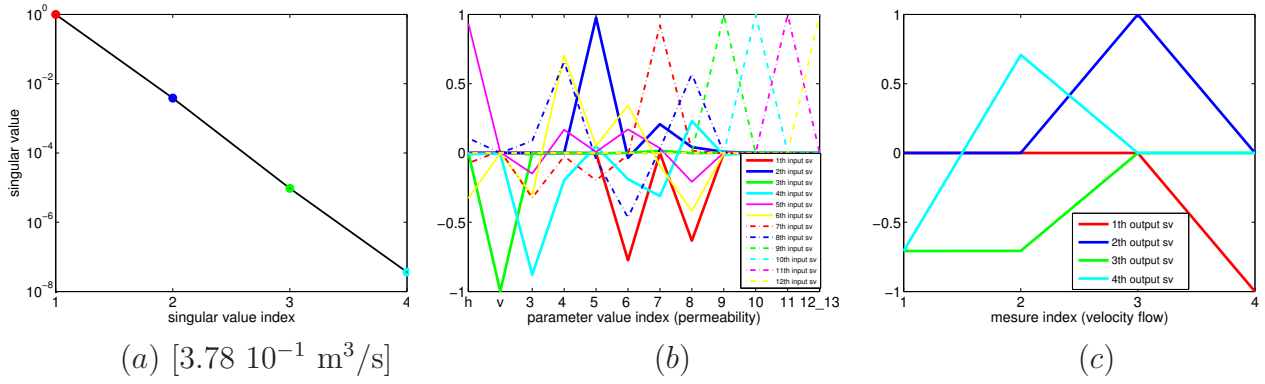 10^0
10^−2
10^−4
10^−6
10^−8
singular value
1
2
3
4
singular value index
(a) [3.78 10^−1 m^3/s]
1
0.5
0
−0.5
−1
h v 3 4 5 6 7 8 9 10 11 12_13
parameter value index (permeability)
1th input sv
2th input sv
3th input sv
4th input sv
5th input sv
6th input sv
7th input sv
8th input sv
9th input sv
10th input sv
11th input sv
12th input sv
(b)
1
0.5
0
−0.5
−1
1
2
3
4
mesure index (velocity flow)
1th output sv
2th output sv
3th output sv
4th output sv
(c)